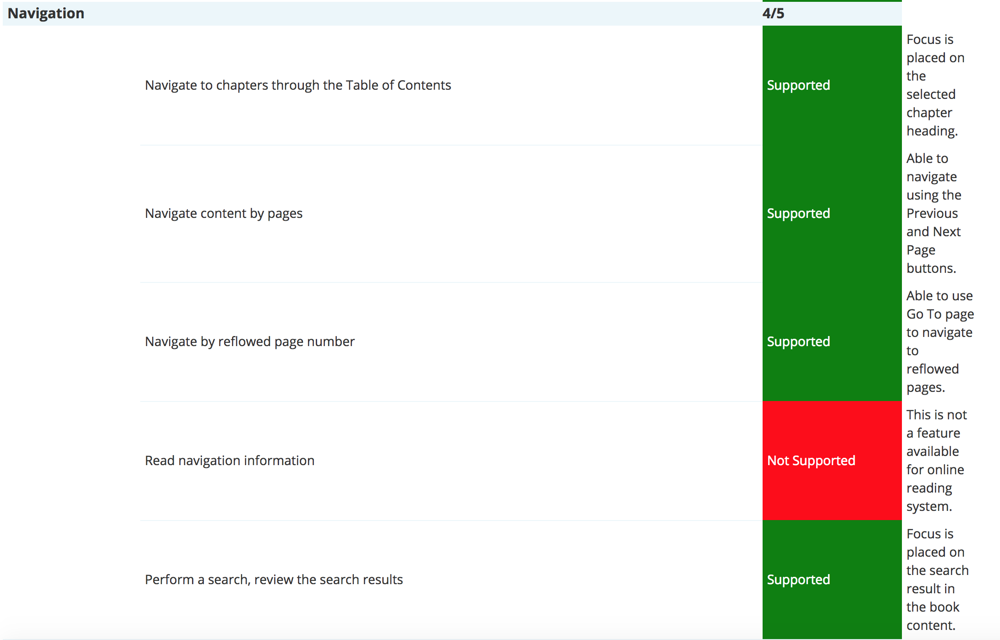 Navigation 4/5
Navigate to chapters through the Table of Contents
Supported
Focus is
placed on
the
selected
chapter
heading.
Navigate content by pages
Supported
Able to
navigate
using the
Previous
and Next
Page
buttons.
Navigate by reflowed page number
Supported
Able to use
Go To page
to navigate
to
reflowed
pages.
Read navigation information
Not Supported
This is not
a feature
available
for online
reading
system.
Perform a search, review the search results
Supported
Focus is
placed on
the search
result in
the book
content.